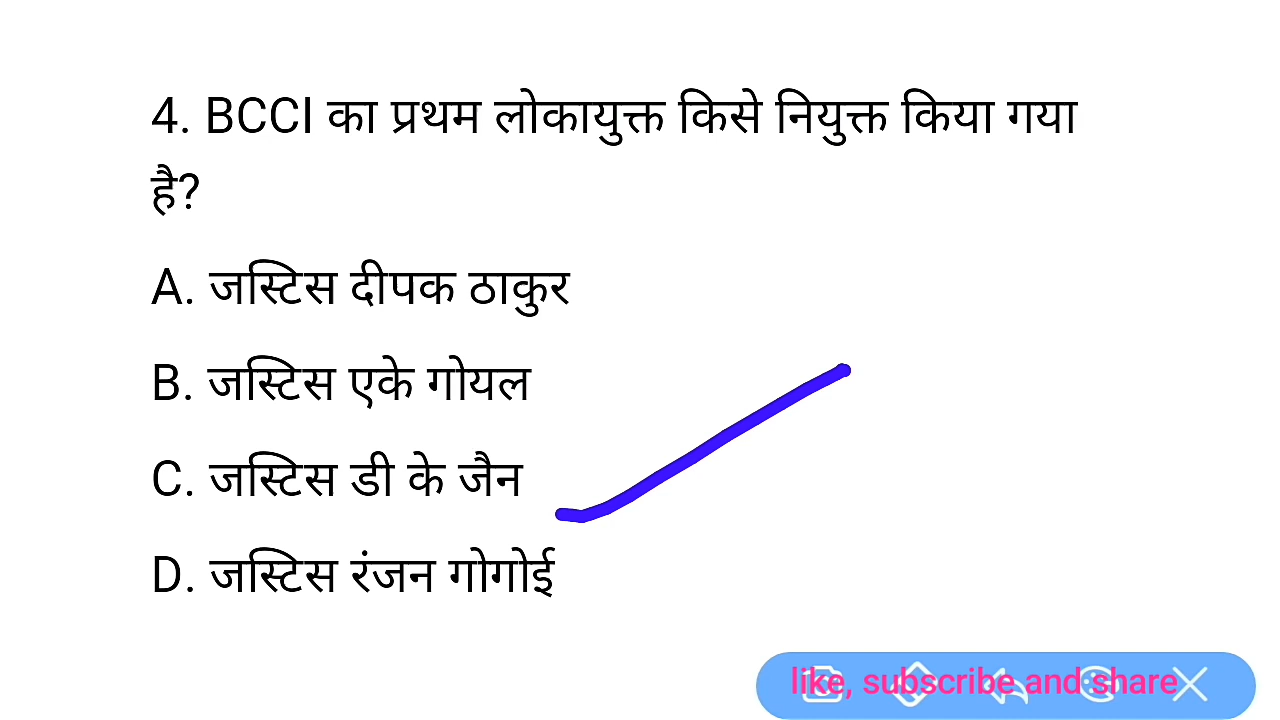 4. BCCI का प्रथम लोकायुक्त किसे नियुक्त किया गया
है?
A. जस्टिस दीपक ठाकुर
B. जस्टिस एके गोयल
C. जस्टिस डी के जैन
D. जस्टिस रंजन गोगोई
like, subscribe and share